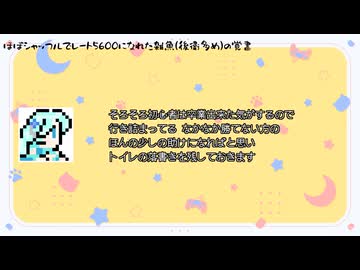 ほぼシャッフルでレート5600になれた雑魚(後衛多め)の覚書
そろそろ初心者は卒業出来た気がするので
行き詰まってる なかなか勝てない方の
ほんの少しの助けになればと思い
トイレの落書きを残しておきます